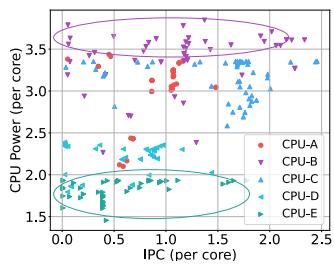 CPU Power (per core)
3.5
3.0
2.5
2.0
1.5
CPU-A
CPU-B
CPU-C
CPU-D
CPU-E
0.0 0.5 1.0 1.5 2.0 2.5
IPC (per core)